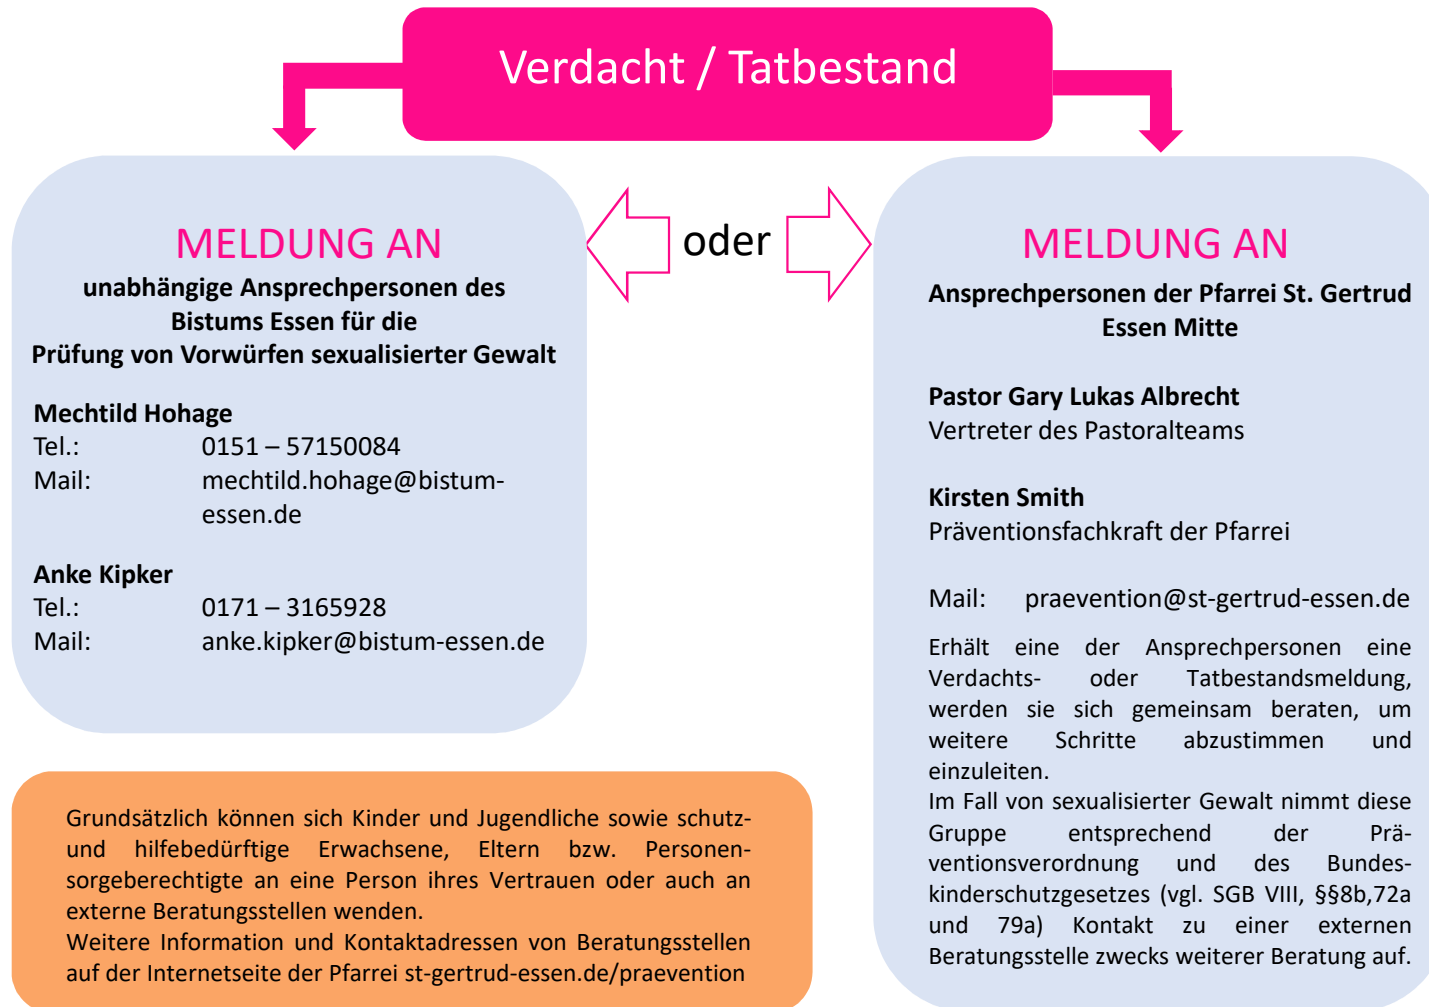 Verdacht / Tatbestand
MELDUNG AN
unabhängige Ansprechpersonen des
Bistums Essen für die
Prüfung von Vorwürfen sexualisierter Gewalt
Mechtild Hohage
Tel.: 0151 – 57150084
Mail: mechtild.hohage@bistum-
essen.de
Anke Kipker
Tel.: 0171 – 3165928
Mail: anke.kipker@bistum-essen.de
oder
MELDUNG AN
Ansprechpersonen der Pfarrei St. Gertrud
Essen Mitte
Pastor Gary Lukas Albrecht
Vertreter des Pastoralteams
Kirsten Smith
Präventionsfachkraft der Pfarrei
Mail: praevention@st-gertrud-essen.de
Erhält eine der Ansprechpersonen eine
Verdachts- oder Tatbestandsmeldung,
werden sie sich gemeinsam beraten, um
weitere Schritte abzustimmen und
einzuleiten.
Im Fall von sexualisierter Gewalt nimmt diese
Gruppe entsprechend der Prä-
ventionsverordnung und des Bundes-
kinderschutzgesetzes (vgl. SGB VIII, §§8b,72a
und 79a) Kontakt zu einer externen
Beratungsstelle zwecks weiterer Beratung auf.
Grundsätzlich können sich Kinder und Jugendliche sowie schutz-
und hilfebedürftige Erwachsene, Eltern bzw. Personen-
sorgeberechtigte an eine Person ihres Vertrauen oder auch an
externe Beratungsstellen wenden.
Weitere Information und Kontaktadressen von Beratungsstellen
auf der Internetseite der Pfarrei st-gertrud-essen.de/praevention